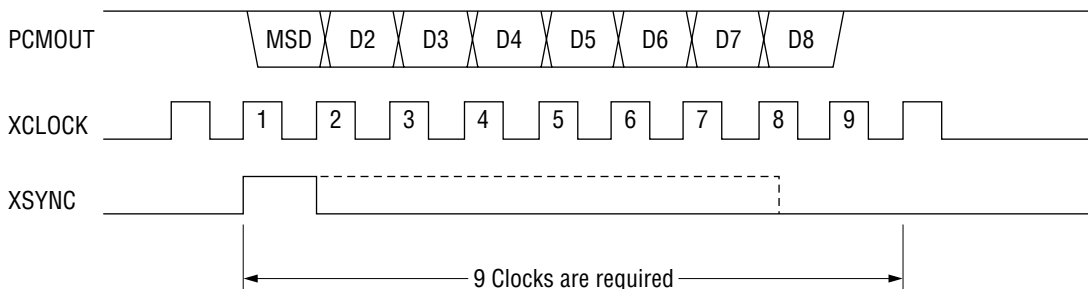 PCMOUT MSD D2 D3 D4 D5 D6 D7 D8
XCLOCK 1 2 3 4 5 6 7 8 9
XSYNC
9 Clocks are required